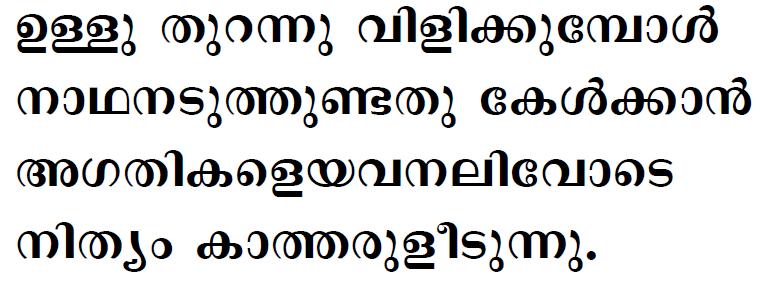 ഉള്ളു തുറന്നു വിളിക്കുമ്പോൾ
നാഥനടുത്തുണ്ടതു കേൾക്കാൻ
അഗതികളെയവനലിവോടെ
നിത്യം കാത്തരുളീടുന്നു.